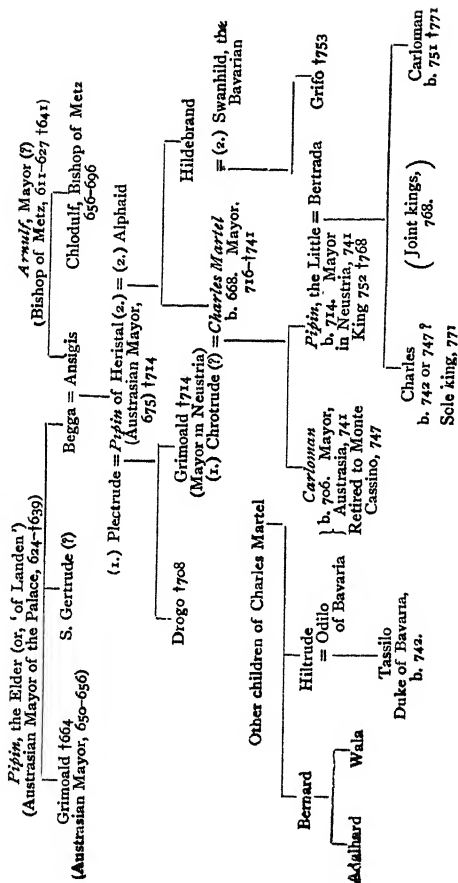 Pipin, the Elder (or, ‘of Landen’)
(Austrasian Mayor of the Palace, 624–†639)
Arnulf, Mayor (?)
(Bishop of Metz, 611–627 †641)
Grimoald †664
(Austrasian Mayor, 650–656)
S. Gertrude (?)
Begga = Ansigis
Chlodulf, Bishop of Metz
656–696
(1.) Plectrude = Pipin of Heristal (2.) = (2.) Alphaid
(Austrasian Mayor,
675) †714
Drogo †708
Grimoald †714
(Mayor in Neustria)
(1.) Chrotrude (?) = Charles Martel = (2.) Swanhild, the
b. 668. Mayor, Bavarian
716–†741
Hildebrand
Carloman
b. 706. Mayor,
Austrasia, 741
Retired to Monte
Cassino, 747
Pipin, the Little = Bertrada
b. 714. Mayor
in Neustria, 741
King 752 †768
Grifo †753
Charles
b. 742 or 747?
Sole king, 771
(Joint kings,
768.)
Carloman
b. 751 †771
Other children of Charles Martel
Bernard
Hiltrude
= Odilo
of Bavaria
Adalhard
Wala
Tassilo
Duke of Bavaria,
b. 742.